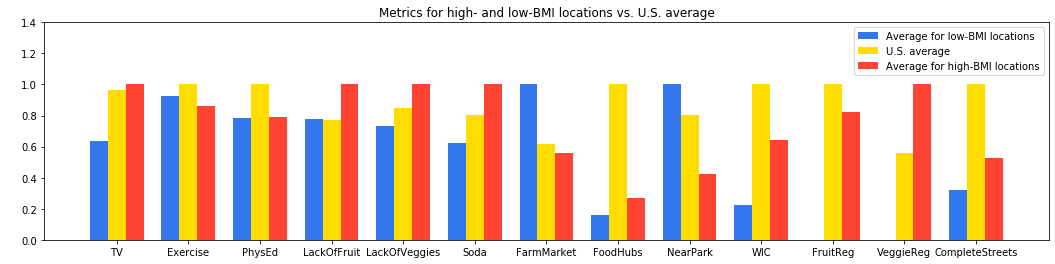 Metrics for high- and low-BMI locations vs. U.S. average
1.4
1.2
1.0
0.8
0.6
0.4
0.2
0.0
Average for low-BMI locations
U.S. average
Average for high-BMI locations
TV Exercise PhysEd LackOfFruit LackOfVeggies Soda FarmMarket FoodHubs NearPark WIC FruitReg VeggieReg CompleteStreets